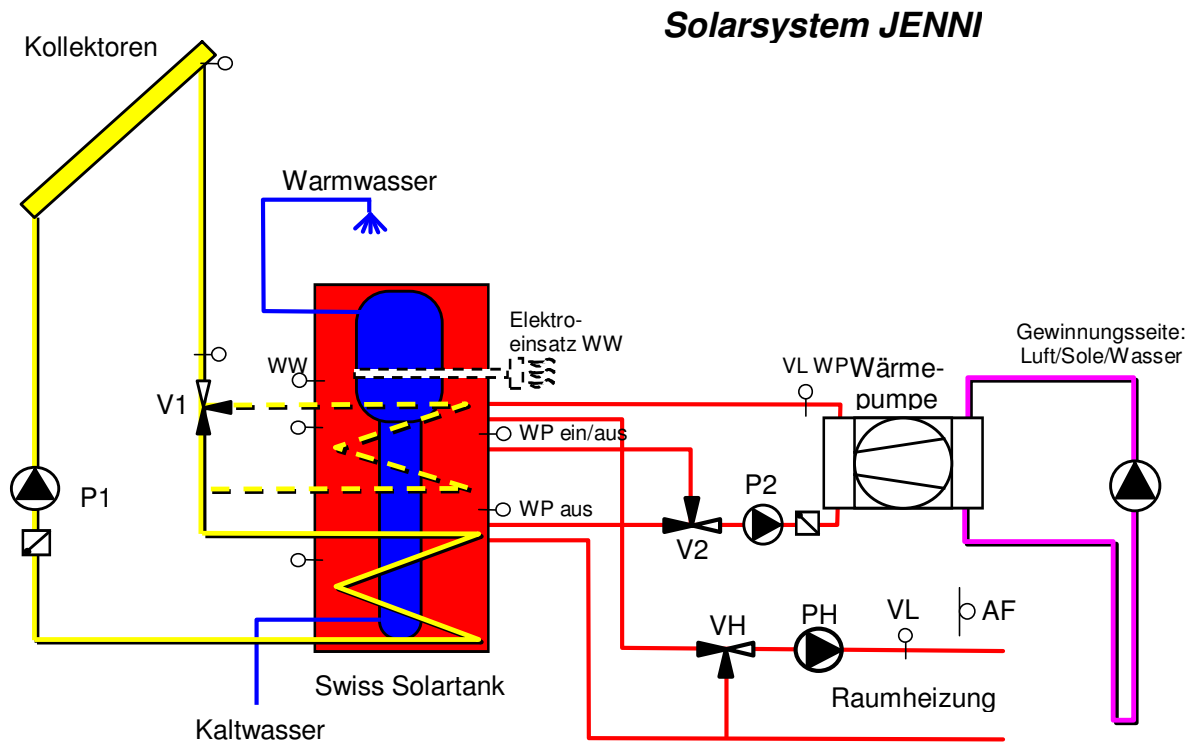 Solarsystem JENNI
Kollektoren
Warmwasser
Elektro-
einsatz WW
Gewinnungsseite:
Luft/Sole/Wasser
WW
VL WP
Wärme-
pumpe
V1
WP ein/aus
P1
P2
WP aus
V2
AF
VH
PH
VL
Swiss Solartank
Raumheizung
Kaltwasser